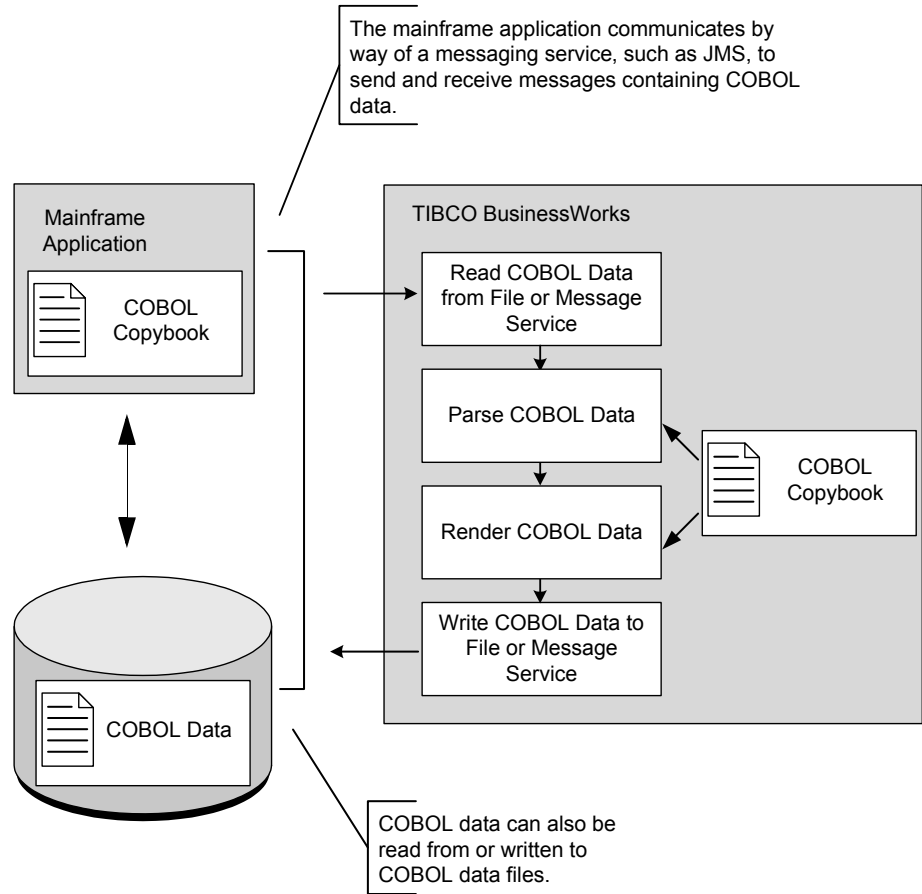 The mainframe application communicates by
way of a messaging service, such as JMS, to
send and receive messages containing COBOL
data.
Mainframe
Application
COBOL
Copybook
TIBCO BusinessWorks
Read COBOL Data
from File or Message
Service
Parse COBOL Data
COBOL
Copybook
Render COBOL Data
Write COBOL Data to
File or Message
Service
COBOL Data
COBOL data can also be
read from or written to
COBOL data files.